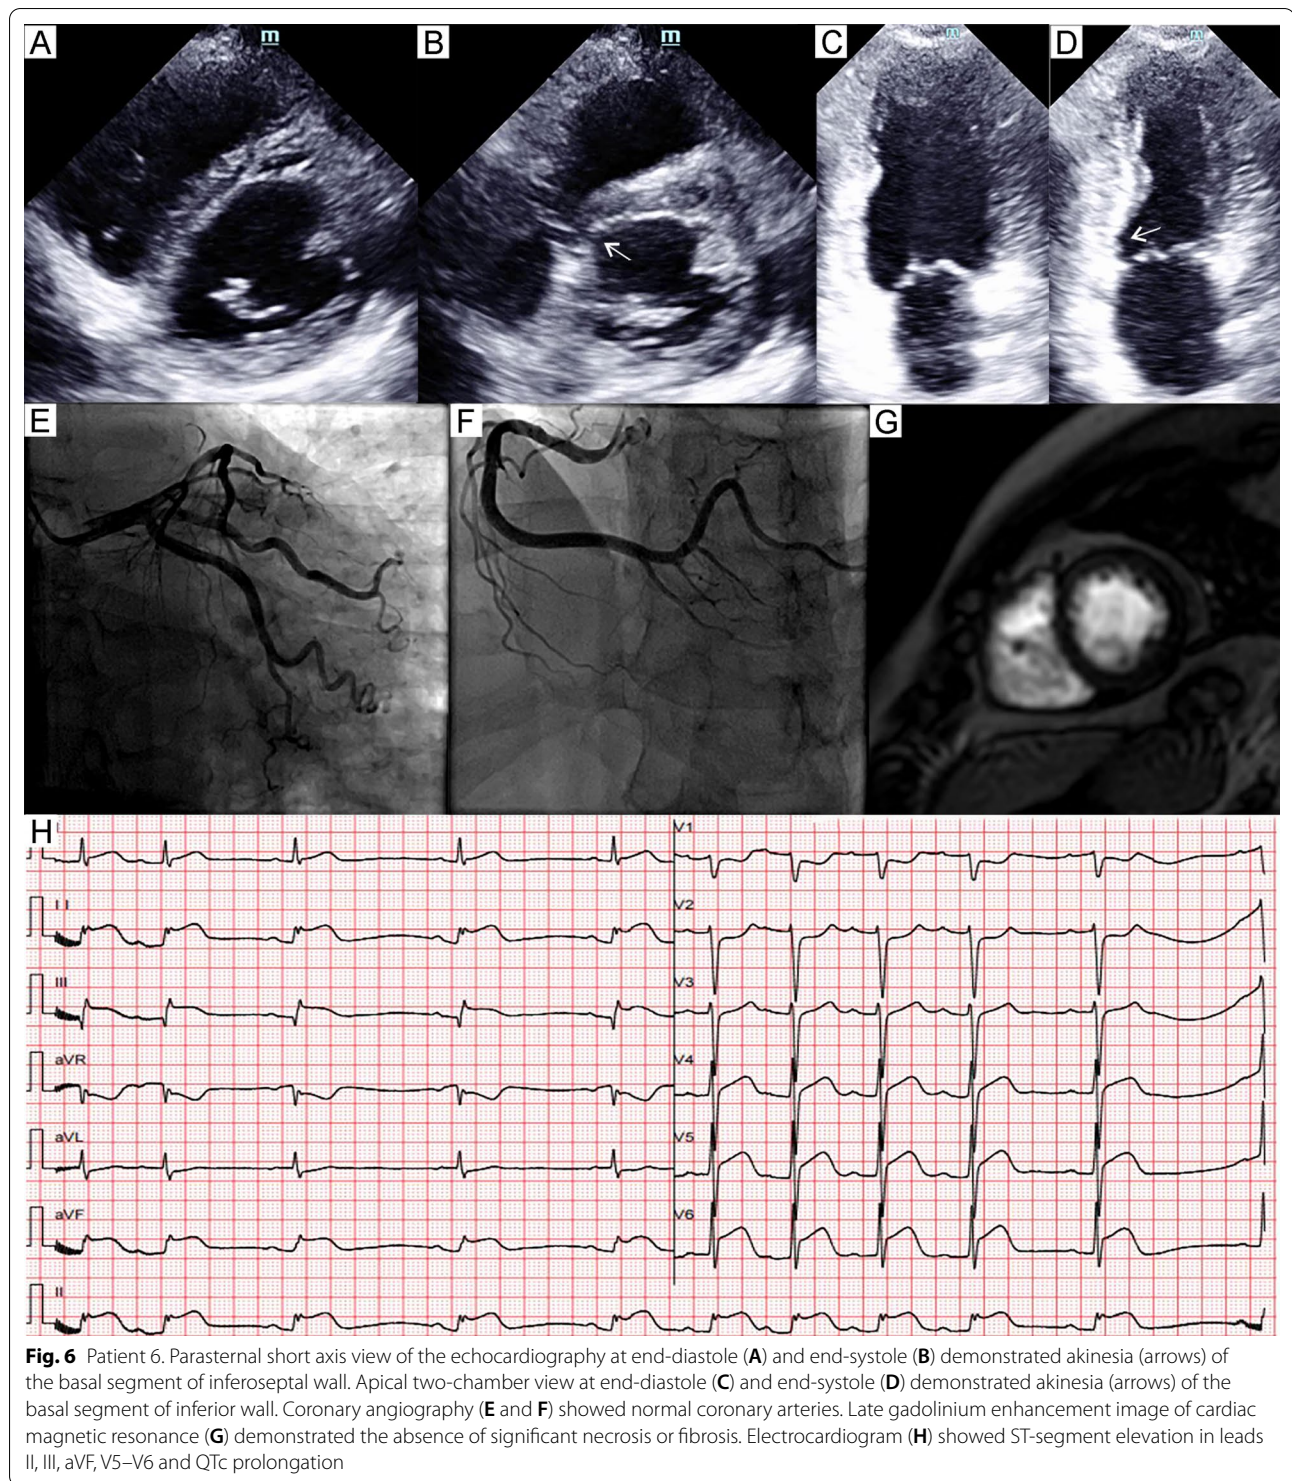 A
m
B
m
C
m
D
m
E
F
G
H
I
V1
II
V2
III
V3
aVR
V4
aVL
V5
aVF
V6
II
Fig. 6 Patient 6. Parasternal short axis view of the echocardiography at end-diastole (A) and end-systole (B) demonstrated akinesia (arrows) of
the basal segment of inferoseptal wall. Apical two-chamber view at end-diastole (C) and end-systole (D) demonstrated akinesia (arrows) of the
basal segment of inferior wall. Coronary angiography (E and F) showed normal coronary arteries. Late gadolinium enhancement image of cardiac
magnetic resonance (G) demonstrated the absence of significant necrosis or fibrosis. Electrocardiogram (H) showed ST-segment elevation in leads
II, III, aVF, V5–V6 and QTc prolongation